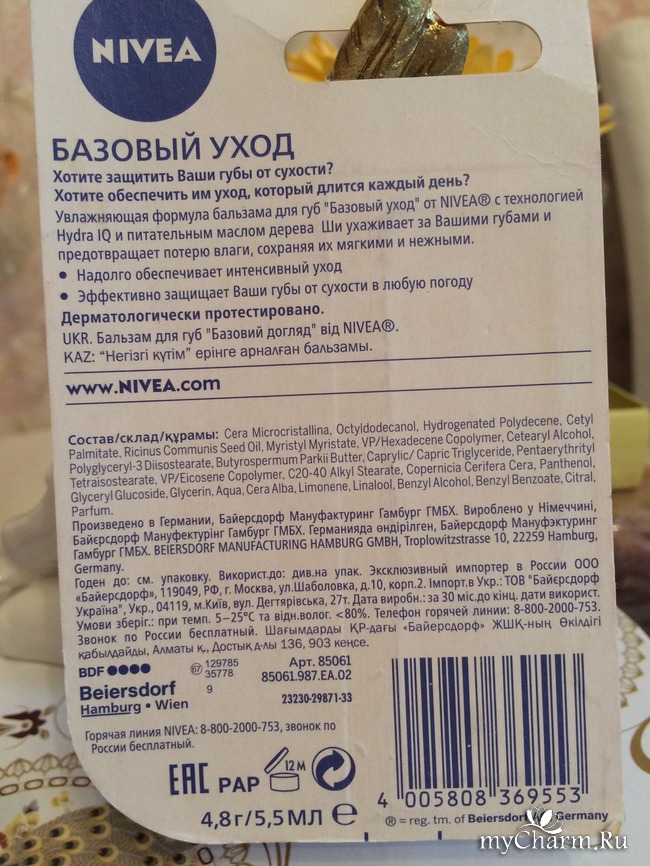 NIVEA
БАЗОВЫЙ УХОД
Хотите защитить Ваши губы от сухости?
Хотите обеспечить им уход, который длится каждый день?
Увлажняющая формула бальзама для губ "Базовый уход" от NIVEA® с технологией
Hydra IQ и питательным маслом дерева Ши ухаживает за Вашими губами и
предотвращает потерю влаги, сохраняя их мягкими и нежными.
• Надолго обеспечивает интенсивный уход
• Эффективно защищает Ваши губы от сухости в любую погоду
Дерматологически протестировано.
UKR. Бальзам для губ "Базовий догляд" від NIVEA®.
KAZ: “Негізгі күтім” ерінге арналған бальзамы.
www.NIVEA.com
Состав/склад/құрамы: Cera Microcristallina, Octyldodecanol, Hydrogenated Polydecene, Cetyl
Palmitate, Ricinus Communis Seed Oil, Myristyl Myristate, VP/Hexadecene Copolymer, Cetearyl Alcohol,
Polyglyceryl-3 Diisostearate, Butyrospermum Parkii Butter, Caprylic/ Capric Triglyceride, Pentaerythrityl
Tetraisostearate, VP/Eicosene Copolymer, C20-40 Alkyl Stearate, Copernicia Cerifera Cera, Panthenol,
Glyceryl Glucoside, Glycerin, Aqua, Cera Alba, Limonene, Linalool, Benzyl Alcohol, Benzyl Benzoate, Citral,
Parfum.
Произведено в Германии, Байерсдорф Мануфактуринг Гамбург ГМБХ. Вироблено у Німеччині,
Байєрсдорф Мануфектурінг Гамбург ГМБХ. Германияда өндірілген, Байерсдорф Мануфэктуринг
Гамбург ГМБХ. BEIERSDORF MANUFACTURING HAMBURG GMBH, Troplowitzstrasse 10, 22259 Hamburg,
Germany.
Годен до: см. упаковку. Використ.до: див.на упак. Эксклюзивный импортер в России ООО
«Байерсдорф», 119049, РФ, г. Москва, ул.Шаболовка, д.10, корп.2. Імпорт.в Укр.: ТОВ "Байєрсдорф
Україна", Укр., 04119, м.Київ, вул. Дегтярівська, 27т. Дата виробн.: за 30 міс.до кінц. дати використ.
Умови зберіг.: при темп. 5–25°C та відн.волог. <80%. Телефон горячей линии: 8-800-2000-753.
Звонок по России бесплатный. Шағымдарды ҚР-дағы «Байерсдорф» ЖШҚ-ның Өкілдігі
қабылдайды, Алматы қ., Достық д-лы 136, 903 кеңсе.
BDF
129785
35778
9
Арт. 85061
85061.987.EA.02
23230-29871-33
Beiersdorf
Hamburg • Wien
Горячая линия NIVEA: 8-800-2000-753, звонок по
России бесплатный.
EAC PAP 12 M
4,8 г/5,5 МЛ ℮
4 005808 369553
® = reg. tm. of Beiersdorf Germany
myCharm.Ru